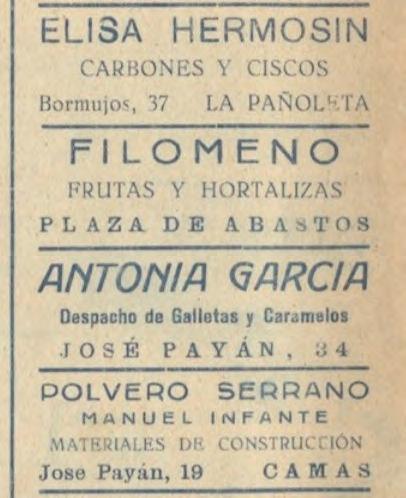 ELISA HERMOSIN
CARBONES Y CISCOS
Bormujos, 37 LA PAÑOLETA
FILOMENO
FRUTAS Y HORTALIZAS
PLAZA DE ABASTOS
ANTONIA GARCIA
Despacho de Galletas y Caramelos
JOSÉ PAYÁN, 34
POLVERO SERRANO
MANUEL INFANTE
MATERIALES DE CONSTRUCCIÓN
Jose Payán, 19 CAMAS